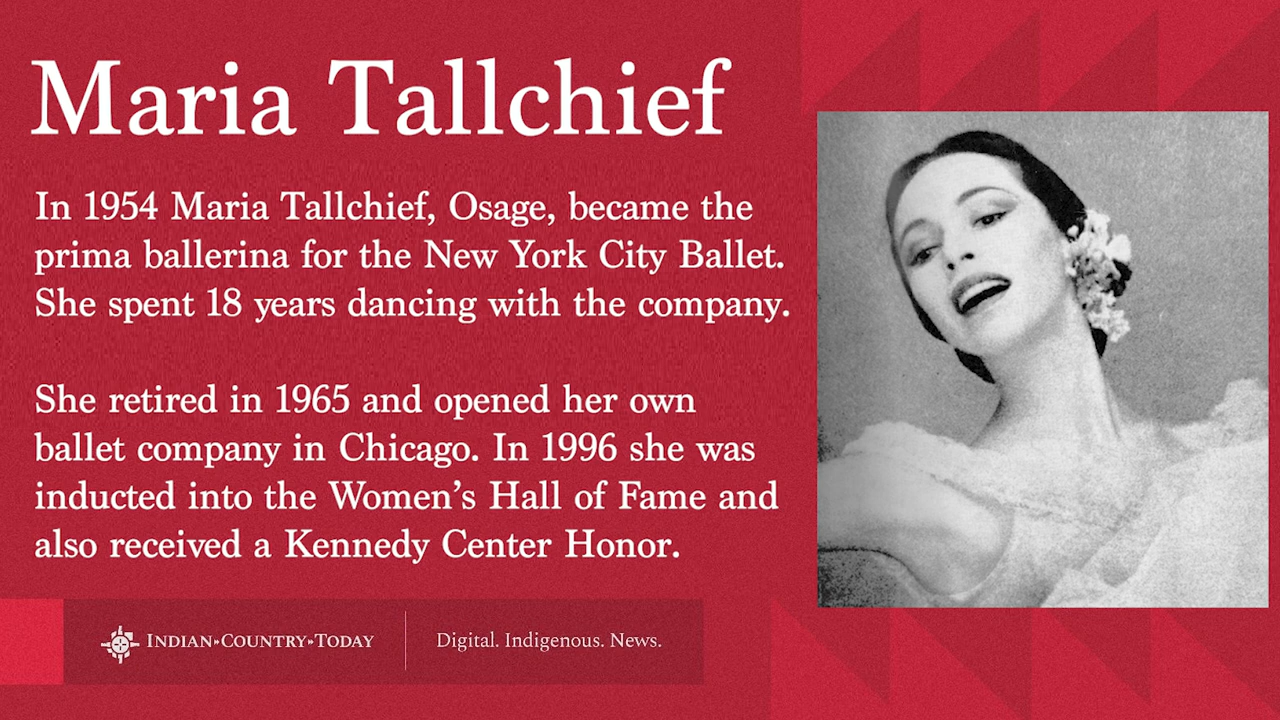 Maria Tallchief
In 1954 Maria Tallchief, Osage, became the
prima ballerina for the New York City Ballet.
She spent 18 years dancing with the company.
She retired in 1965 and opened her own
ballet company in Chicago. In 1996 she was
inducted into the Women’s Hall of Fame and
also received a Kennedy Center Honor.
INDIAN▸COUNTRY▸TODAY
Digital. Indigenous. News.